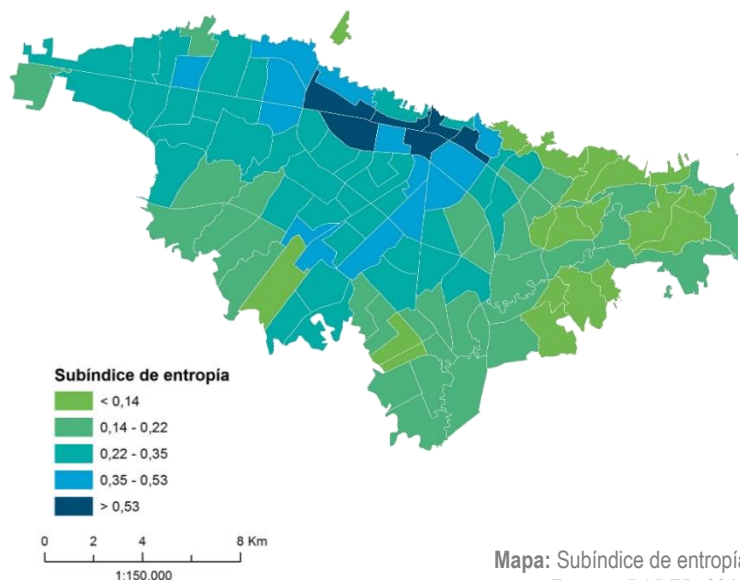 Subíndice de entropía
< 0,14
0,14 - 0,22
0,22 - 0,35
0,35 - 0,53
> 0,53
0 2 4 8 Km
1:150.000
Mapa: Subíndice de entropía